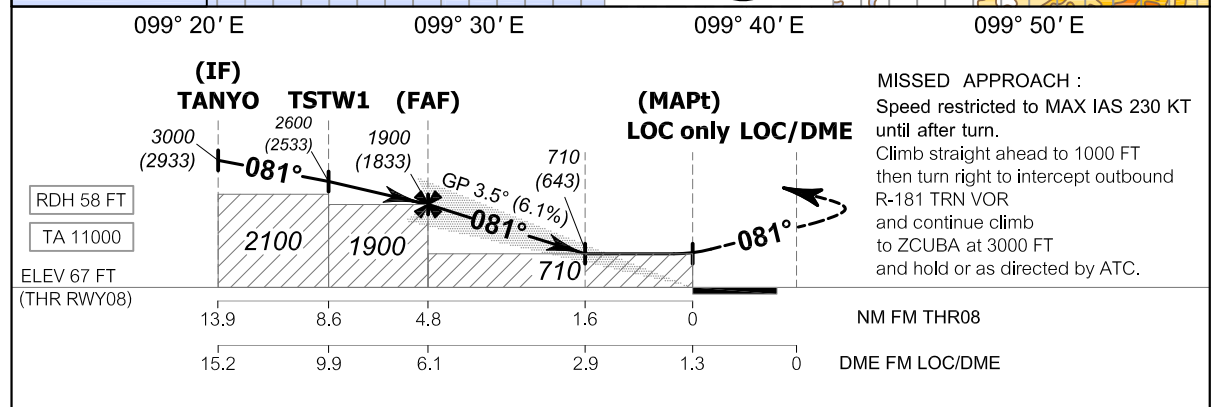 099° 20' E 099° 30' E 099° 40' E 099° 50' E
(IF)
TANYO TSTW1 (FAF)
(MAPt)
LOC only LOC/DME
3000
(2933)
2600
(2533)
1900
(1833)
710
(643)
081°
GP 3.5° (6.1%)
081°
081°
2100 1900 710
RDH 58 FT
TA 11000
ELEV 67 FT
(THR RWY08)
MISSED APPROACH :
Speed restricted to MAX IAS 230 KT
until after turn.
Climb straight ahead to 1000 FT
then turn right to intercept outbound
R-181 TRN VOR
and continue climb
to ZCUBA at 3000 FT
and hold or as directed by ATC.
13.9 8.6 4.8 1.6 0 NM FM THR08
15.2 9.9 6.1 2.9 1.3 0 DME FM LOC/DME